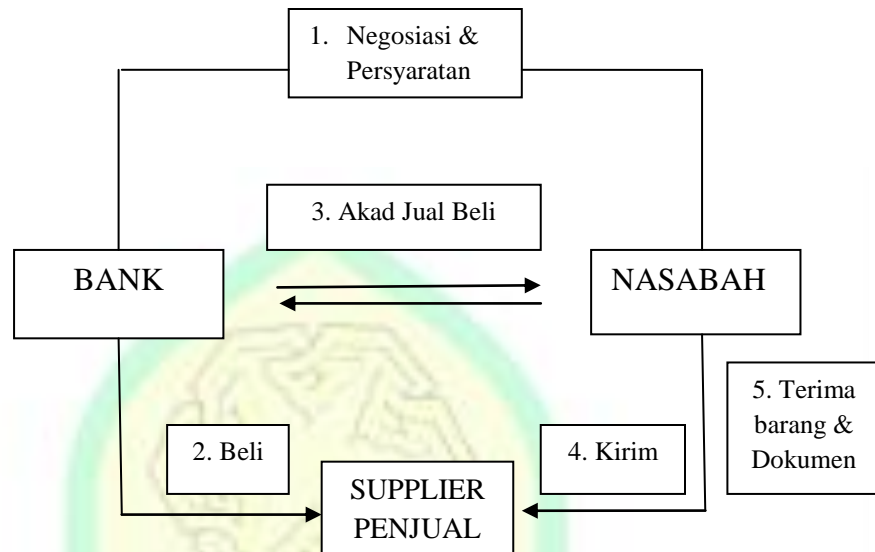 1. Negosiasi &
Persyaratan
3. Akad Jual Beli
BANK
NASABAH
2. Beli
4. Kirim
5. Terima
barang &
Dokumen
SUPPLIER
PENJUAL